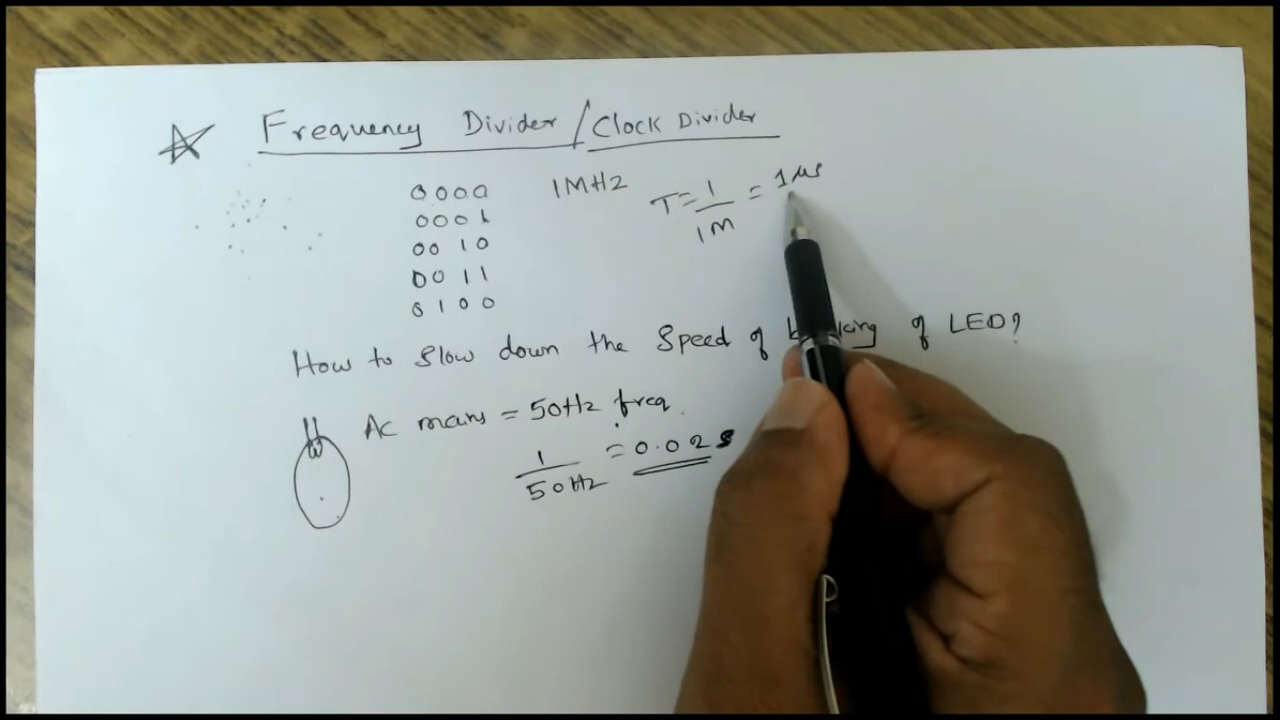 Frequency Divider / Clock Divider
0000 1MHz T = 1/1M = 1μs
0001
0010
0011
0100
How to Slow down the Speed of of LED?
AC mans = 50Hz freq.
1/50Hz = 0.02s